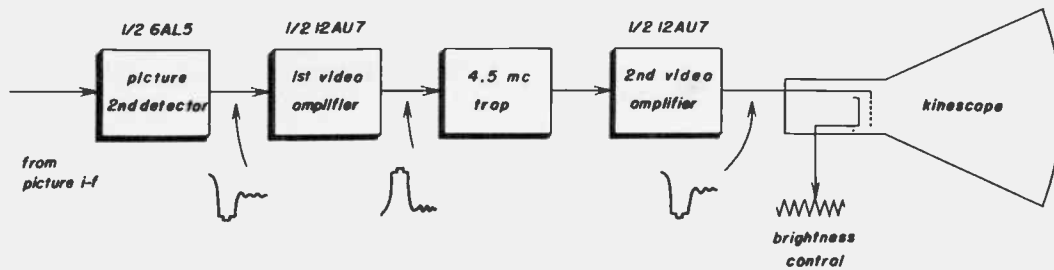 1/2 6AL5
picture
2nd detector
1/2 12AU7
1st video
amplifier
4.5 mc
trap
1/2 12AU7
2nd video
amplifier
kinescope
from
picture i-f
brightness
control